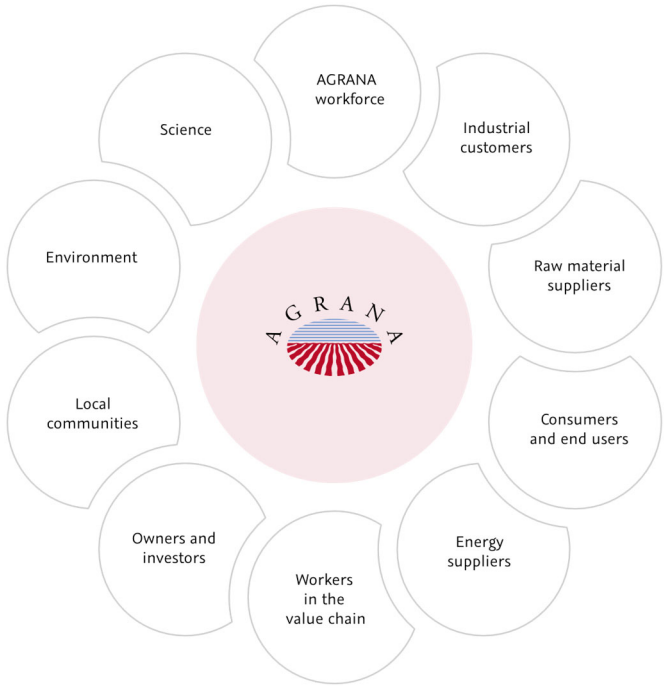 AGRANA
workforce
Industrial
customers
Raw material
suppliers
Consumers
and end users
Energy
suppliers
Workers
in the
value chain
Owners and
investors
Local
communities
Environment
Science
AGRANA